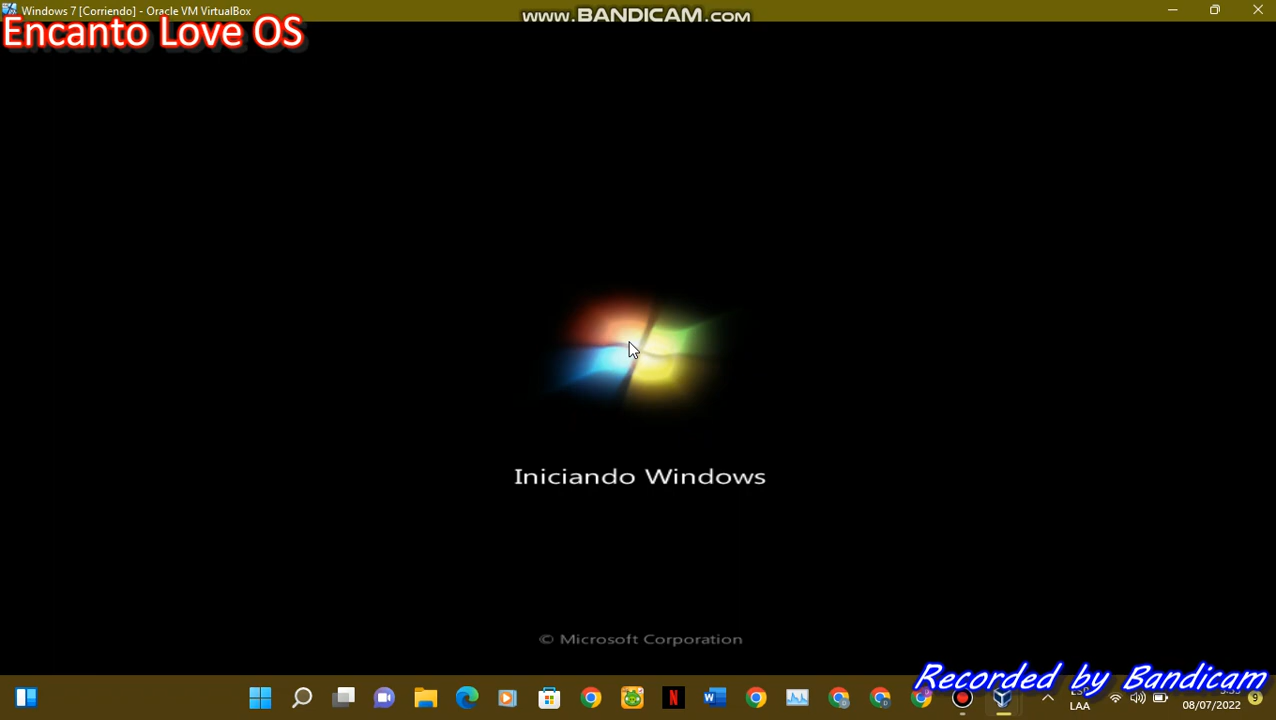 Windows 7 [Corriendo] - Oracle VM VirtualBox
www.BANDICAM.com
Encanto Love OS
Iniciando Windows
© Microsoft Corporation
Recorded by Bandicam
LAA
08/07/2022
9